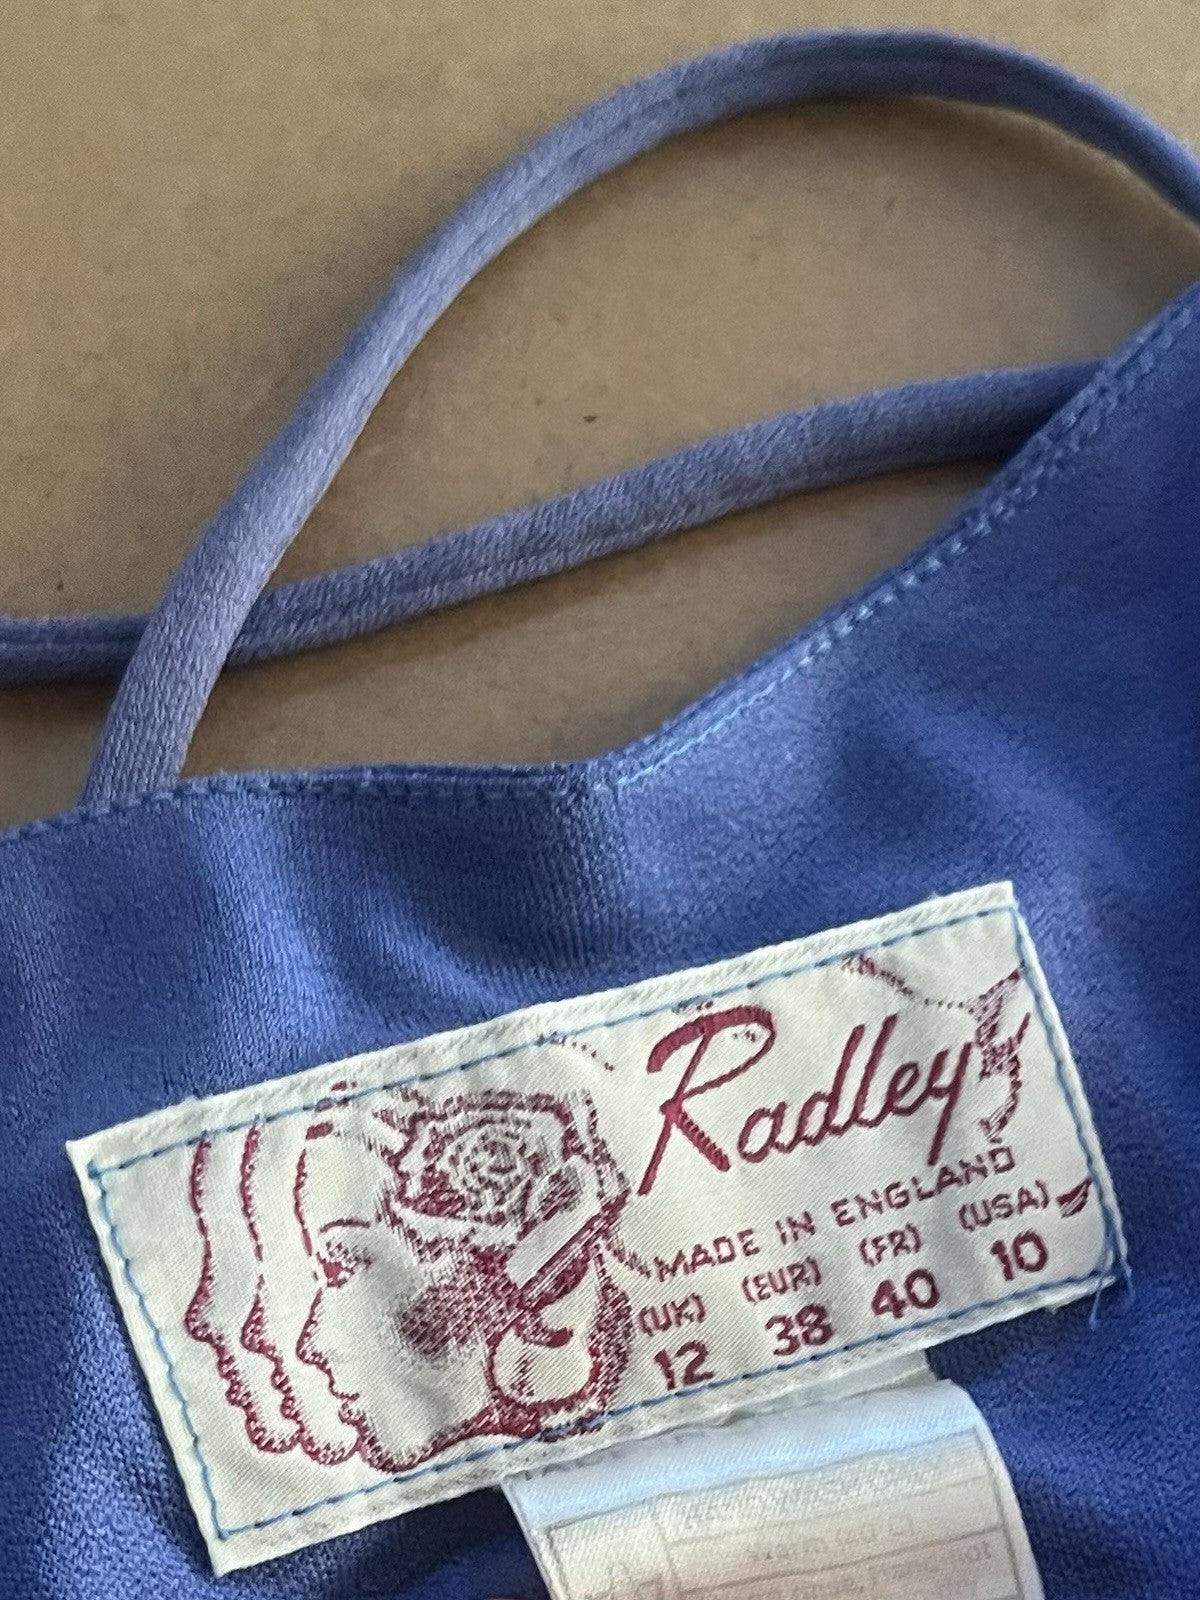 Radley
MADE IN ENGLAND
(UK) (EUR) (FR) (USA)
12 38 40 10